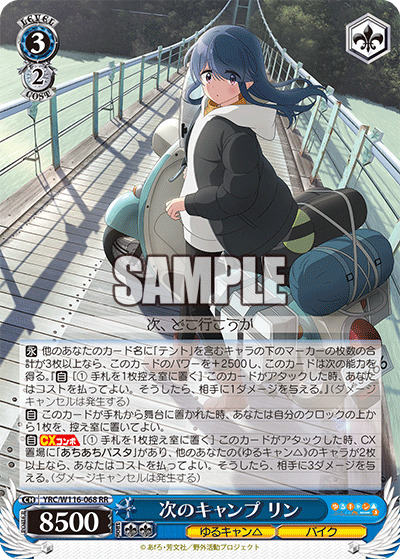 LEVEL
3
2
COST
SAMPLE
次、どこ行こうか
【永】 他のあなたのカード名に「テント」を含むキャラの下のマーカーの枚数の合
計が3枚以上なら、このカードのパワーを+2500し、このカードは次の能力を
得る。『【自】［① 手札を1枚控え室に置く］ このカードがアタックした時、あなた
はコストを払ってよい。そうしたら、相手に1ダメージを与える。』（ダメージ
キャンセルは発生する）
【自】 このカードが手札から舞台に置かれた時、あなたは自分のクロックの上か
ら1枚を、控え室に置いてよい。
【自】 CXコンボ ［① 手札を1枚控え室に置く］ このカードがアタックした時、CX
置場に「あちあちパスタ」があり、他のあなたの《ゆるキャン△》のキャラが2枚
以上なら、あなたはコストを払ってよい。そうしたら、相手に3ダメージを与
える。（ダメージキャンセルは発生する）
CH YRC/W116-068 RR
次のキャンプ リン
8500
ゆるキャン△
バイク
©あfろ・芳文社／野外活動プロジェクト